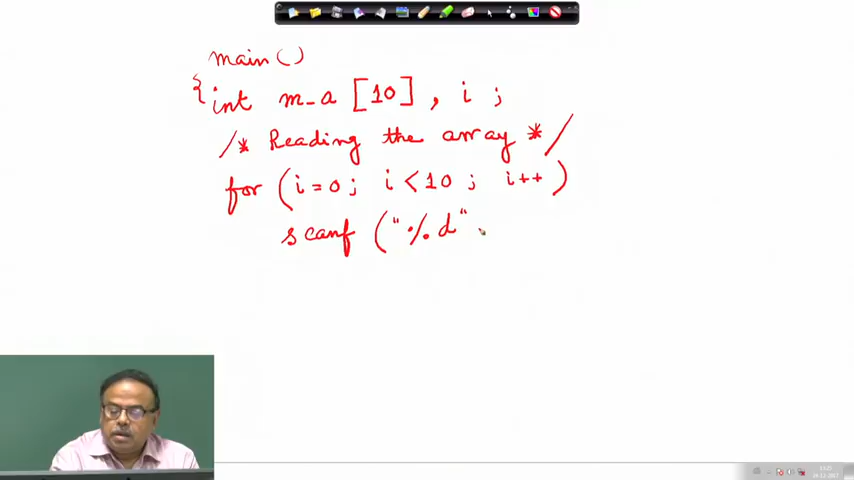 main()
{int m_a [10], i ;
/* Reading the array */
for (i=0; i<10; i++)
scanf ("%d"